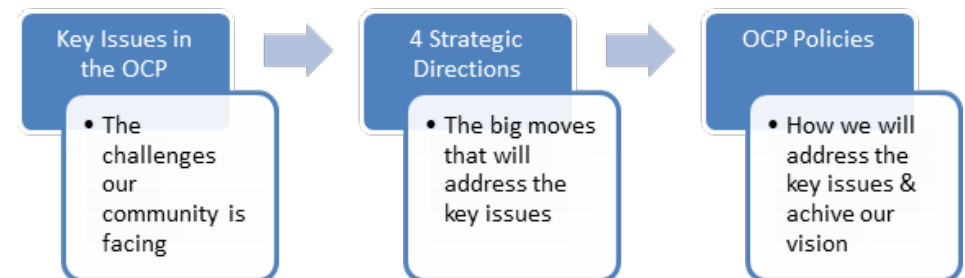 Key Issues in
the OCP
• The
challenges
our
community is
facing
4 Strategic
Directions
• The big moves
that will
address the
key issues
OCP Policies
• How we will
address the
key issues &
achive our
vision